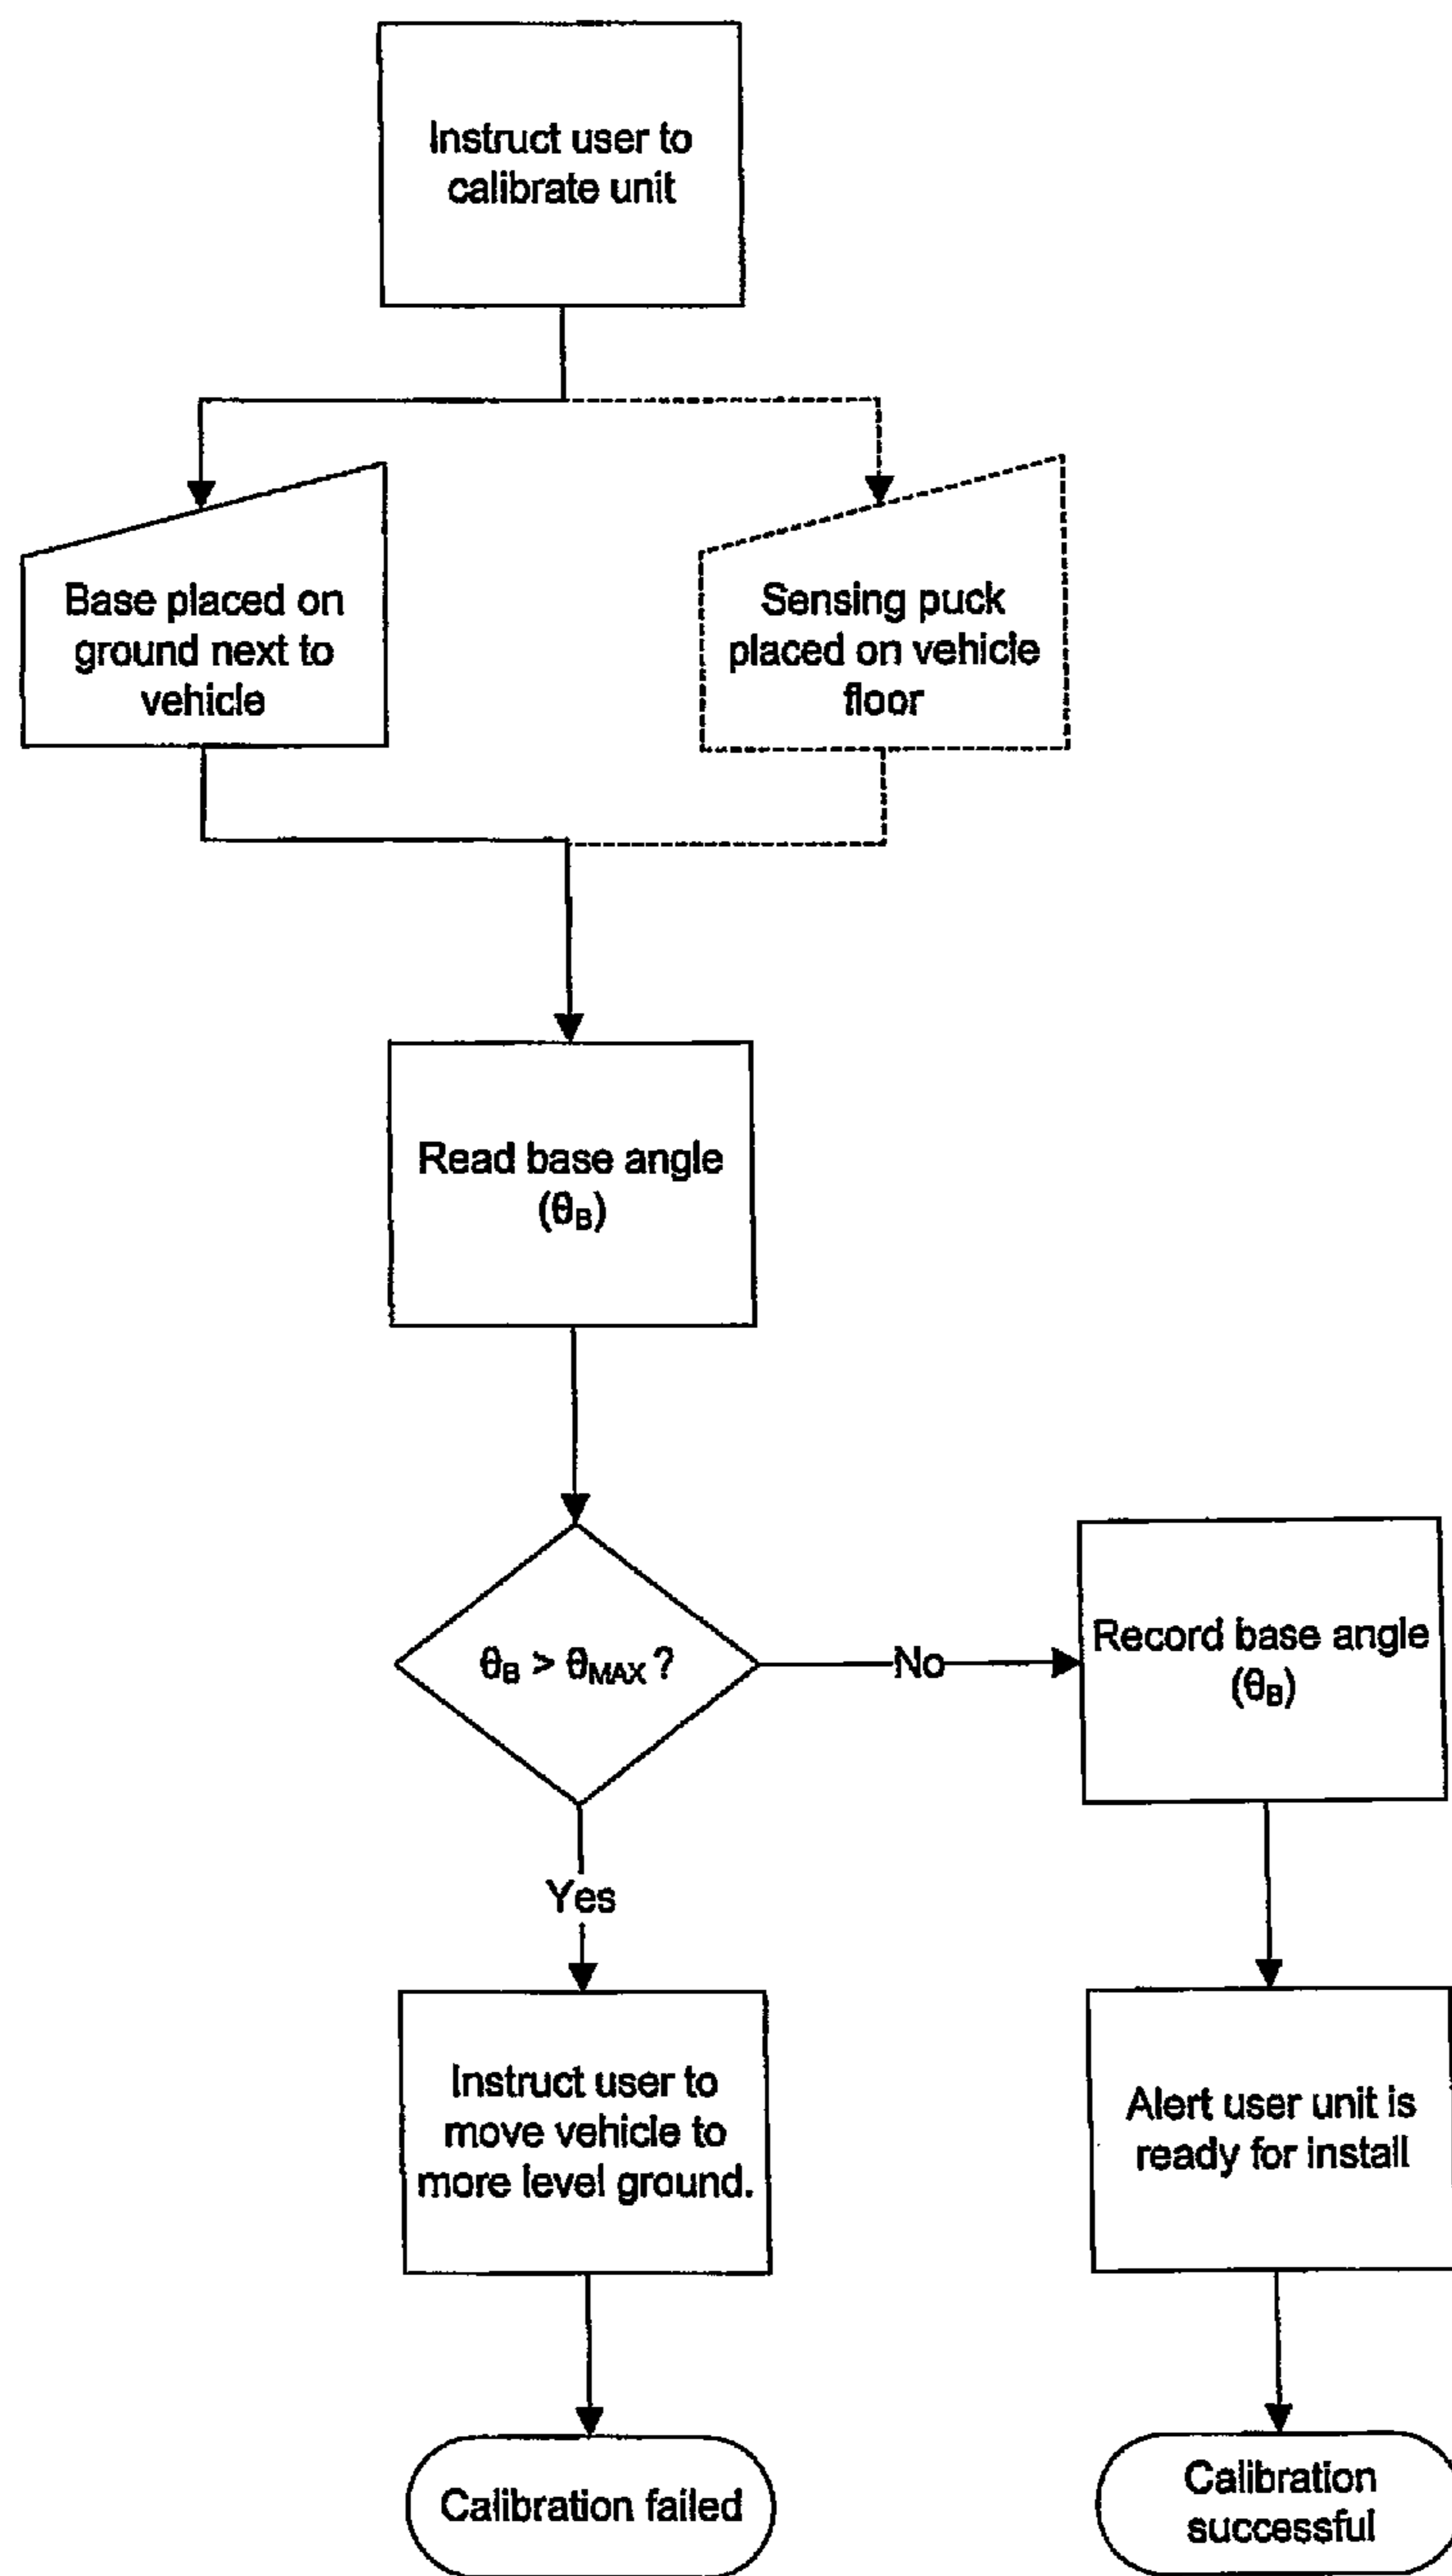 Instruct user to
calibrate unit
Base placed on
ground next to
vehicle
Sensing puck
placed on vehicle
floor
Read base angle
(θB)
θB > θMAX ?
No
Record base angle
(θB)
Yes
Instruct user to
move vehicle to
more level ground.
Alert user unit is
ready for install
Calibration failed
Calibration
successful